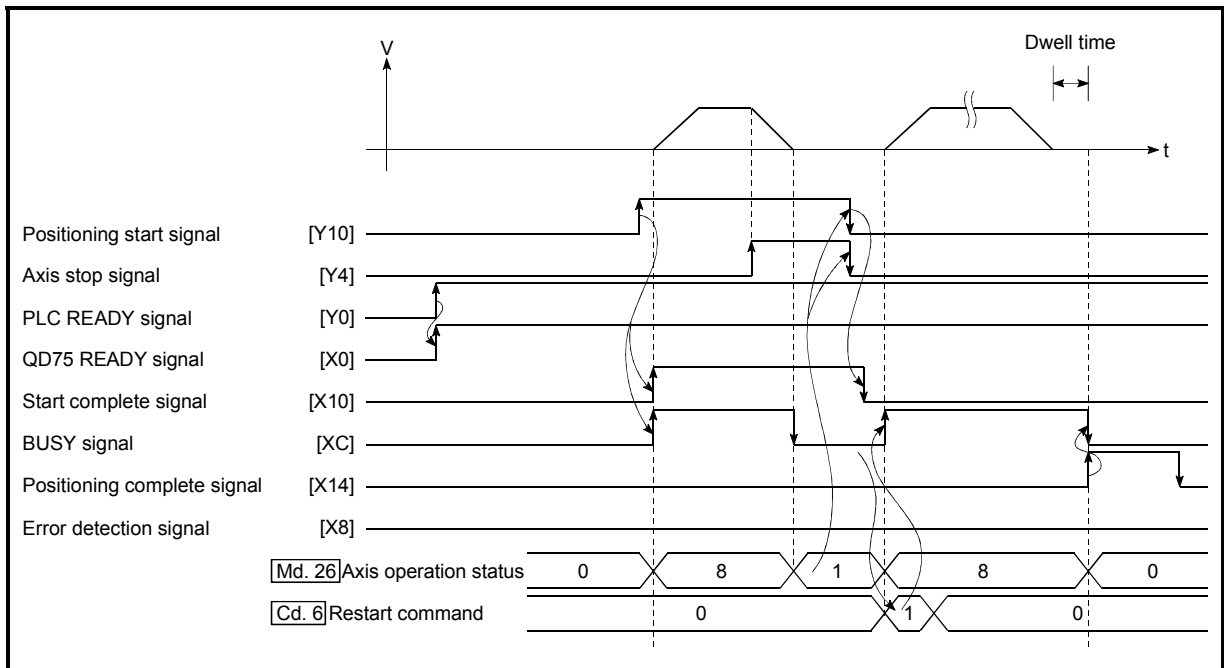 V
Dwell time
t
Positioning start signal [Y10]
Axis stop signal [Y4]
PLC READY signal [Y0]
QD75 READY signal [X0]
Start complete signal [X10]
BUSY signal [XC]
Positioning complete signal [X14]
Error detection signal [X8]
Md. 26 Axis operation status 0 8 1 8 0
Cd. 6 Restart command 0 1 0